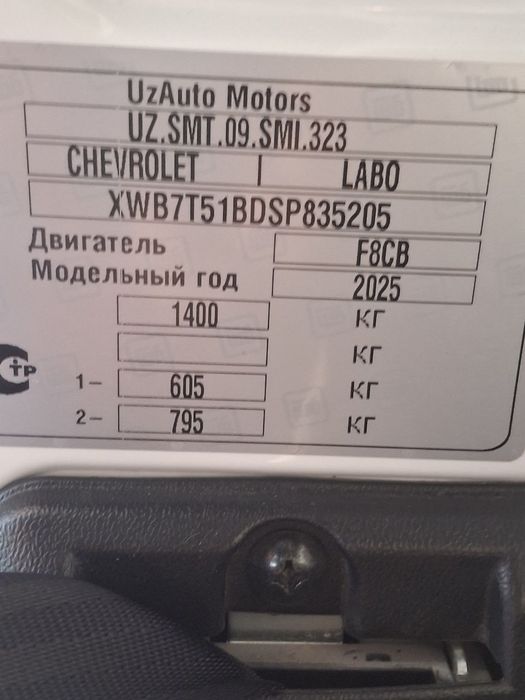 UzAuto Motors
UZ.SMT.09.SMI.323
CHEVROLET LABO
XWB7T51BDSP835205
Двигатель F8CB
Модельный год 2025
1400 КГ
КГ
1– 605 КГ
2– 795 КГ